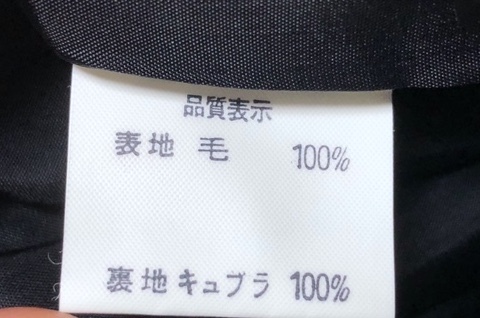 品質表示
表地 毛 100%
裏地 キュプラ 100%